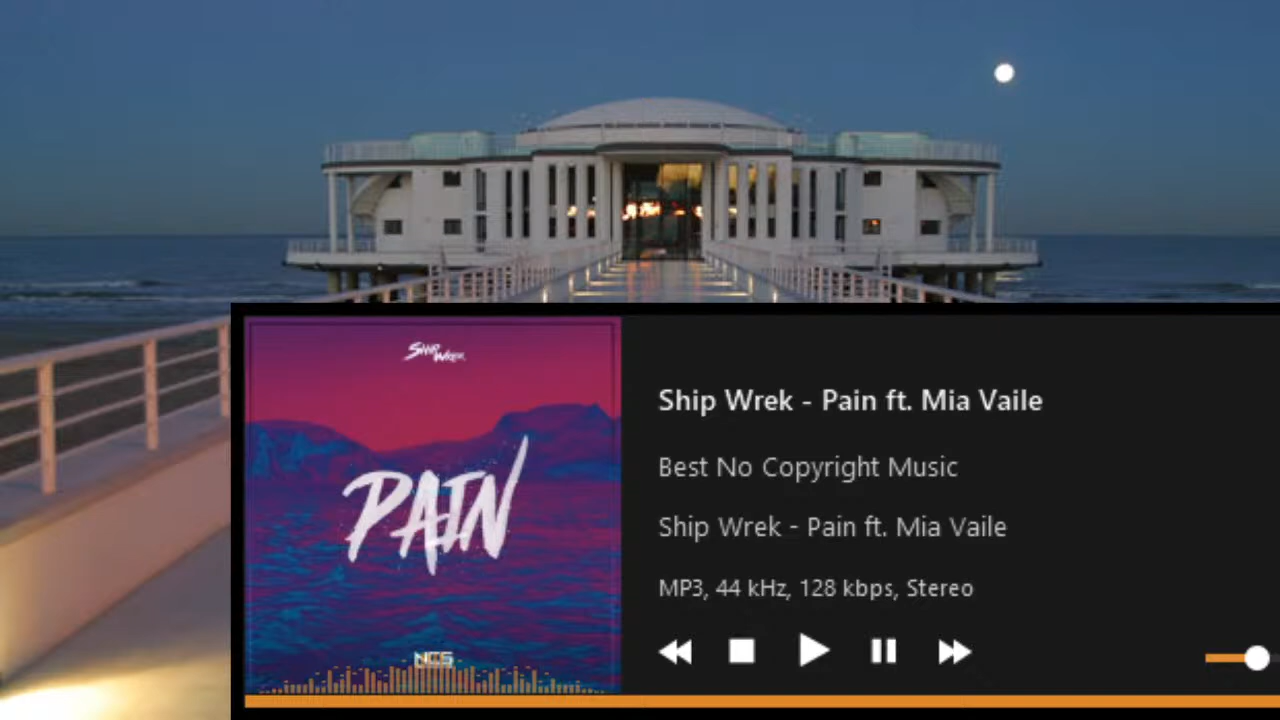 Ship Wrek
Ship Wrek - Pain ft. Mia Vaile
PAIN
Best No Copyright Music
Ship Wrek - Pain ft. Mia Vaile
MP3, 44 kHz, 128 kbps, Stereo
NCS